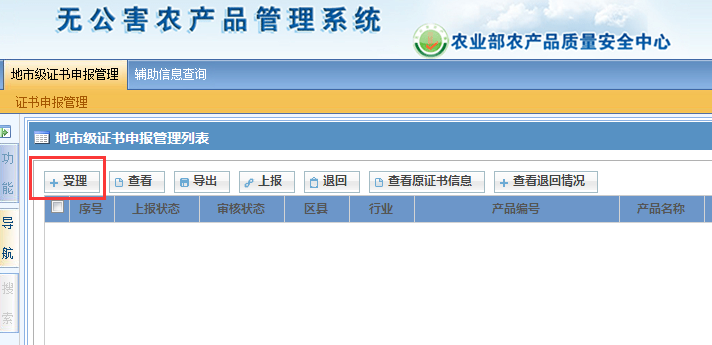 无公害农产品管理系统
农业部农产品质量安全中心
地市级证书申报管理 辅助信息查询
证书申报管理
地市级证书申报管理列表
功能
导航
搜索
受理 查看 导出 上报 退回 查看原证书信息 查看退回情况
序号 上报状态 审核状态 区县 行业 产品编号 产品名称